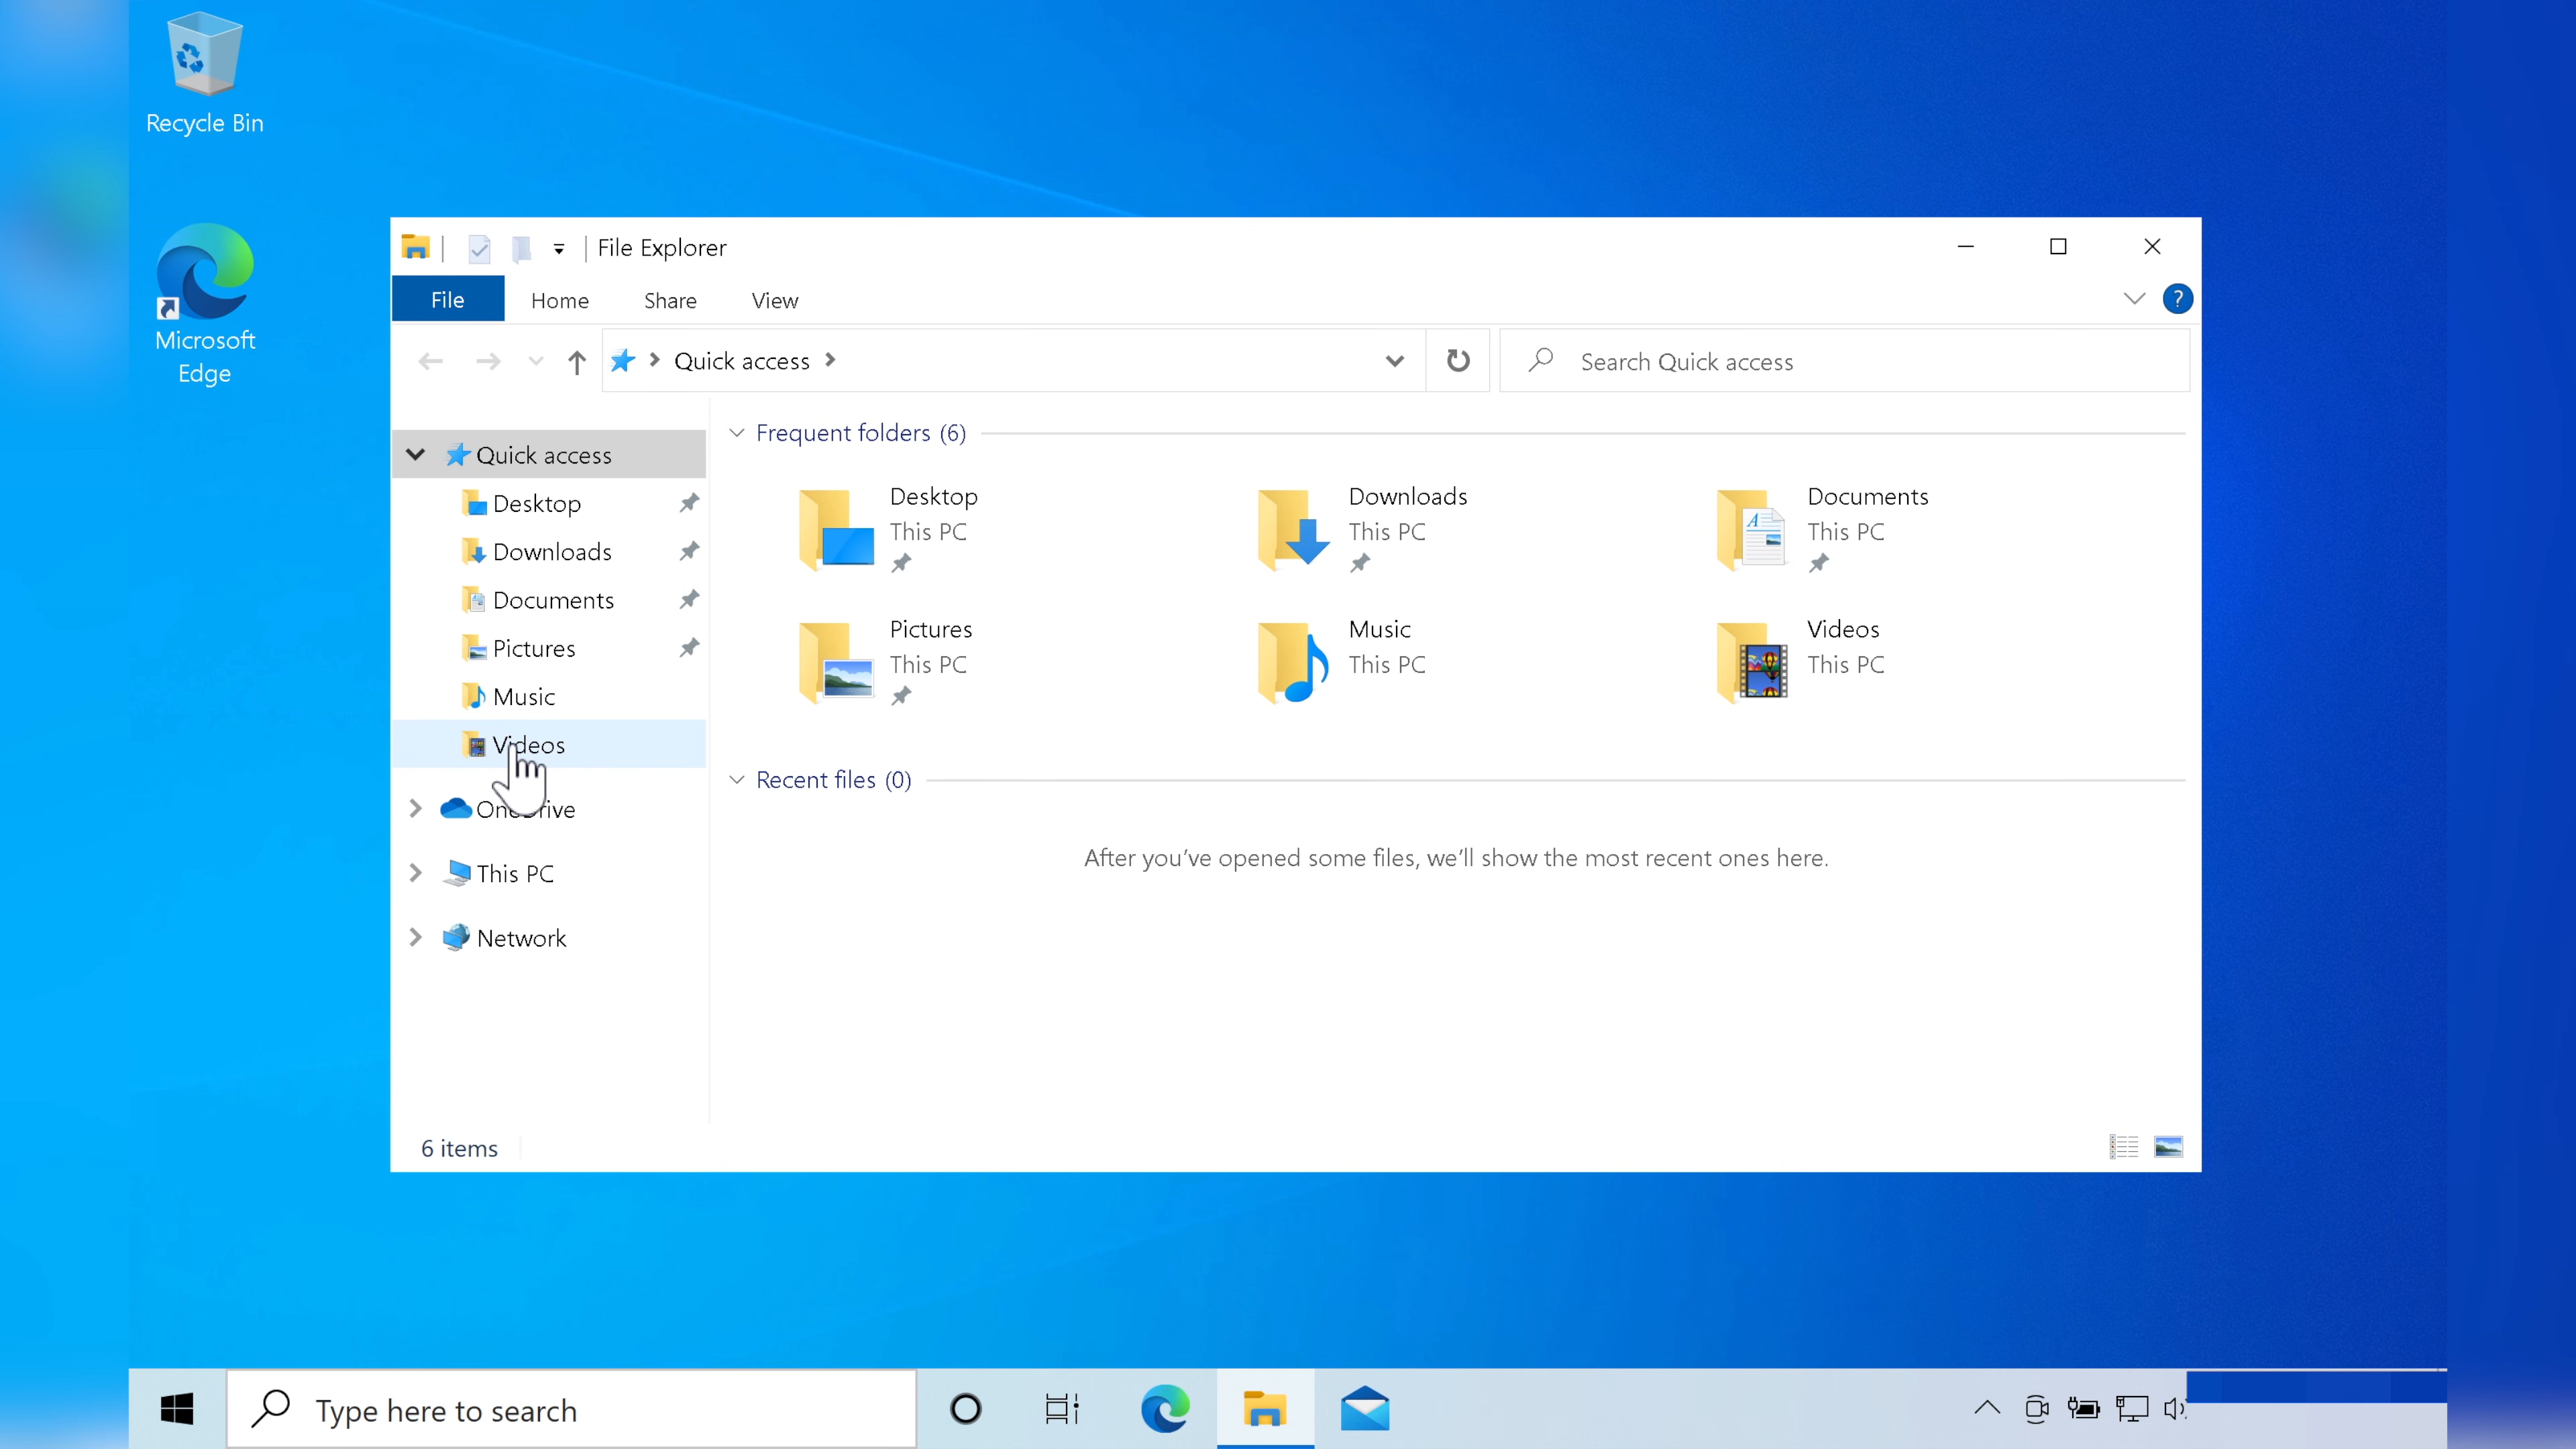 Recycle Bin
Microsoft
Edge
File Explorer
File Home Share View
?
Quick access
Search Quick access
Quick access
Desktop
Downloads
Documents
Pictures
Music
Videos
OneDrive
This PC
Network
Frequent folders (6)
Desktop
This PC
Downloads
This PC
Documents
This PC
Pictures
This PC
Music
This PC
Videos
This PC
Recent files (0)
After you've opened some files, we'll show the most recent ones here.
6 items
Type here to search